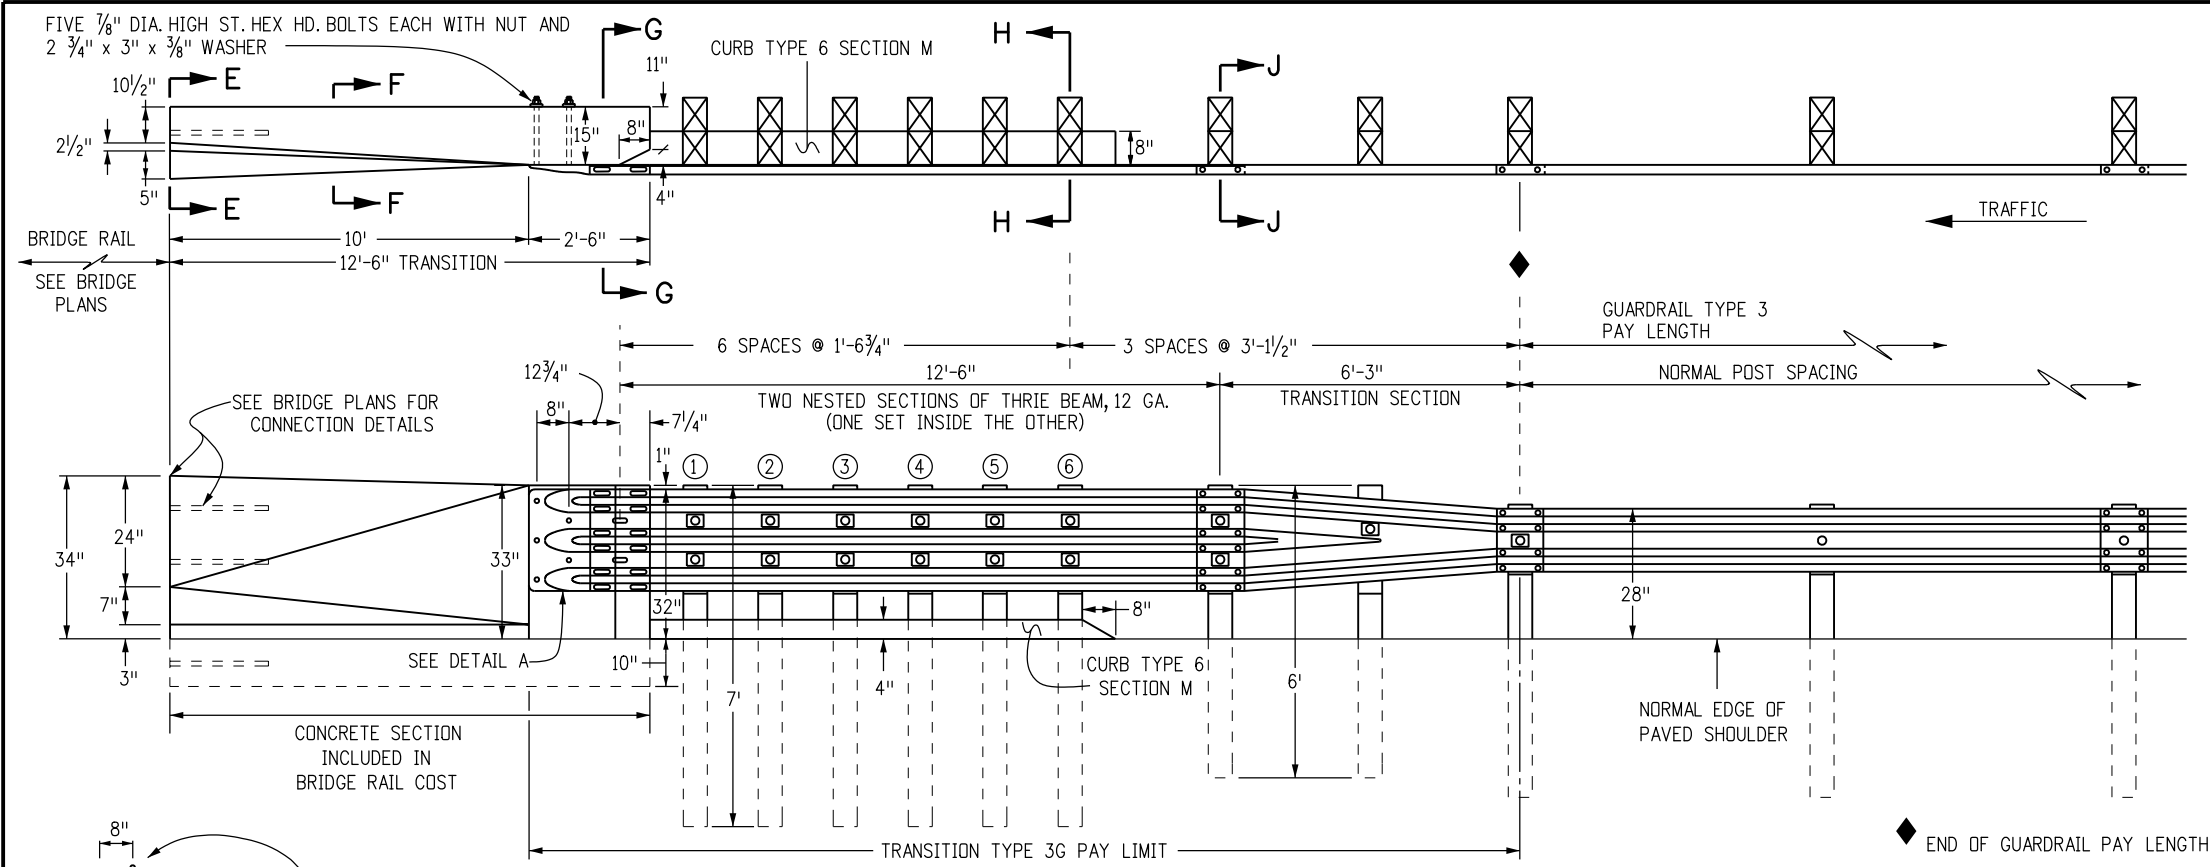 FIVE 7/8" DIA. HIGH ST. HEX HD. BOLTS EACH WITH NUT AND
2 3/4" x 3" x 3/8" WASHER
G
CURB TYPE 6 SECTION M
H
J
E
F
10 1/2"
11"
2 1/2"
15"
8"
8"
5"
4"
E
F
H
J
TRAFFIC
BRIDGE RAIL
10'
2'-6"
12'-6" TRANSITION
SEE BRIDGE
PLANS
G
GUARDRAIL TYPE 3
PAY LENGTH
6 SPACES @ 1'-6 3/4"
3 SPACES @ 3'-1 1/2"
12 3/4"
12'-6"
6'-3"
NORMAL POST SPACING
TRANSITION SECTION
SEE BRIDGE PLANS FOR
CONNECTION DETAILS
8"
TWO NESTED SECTIONS OF THRIE BEAM, 12 GA.
(ONE SET INSIDE THE OTHER)
7 1/4"
1"
1
2
3
4
5
6
34"
24"
33"
7"
32"
8"
28"
3"
SEE DETAIL A
10"
4"
CURB TYPE 6
SECTION M
7'
6'
NORMAL EDGE OF
PAVED SHOULDER
CONCRETE SECTION
INCLUDED IN
BRIDGE RAIL COST
8"
TRANSITION TYPE 3G PAY LIMIT
END OF GUARDRAIL PAY LENGTH